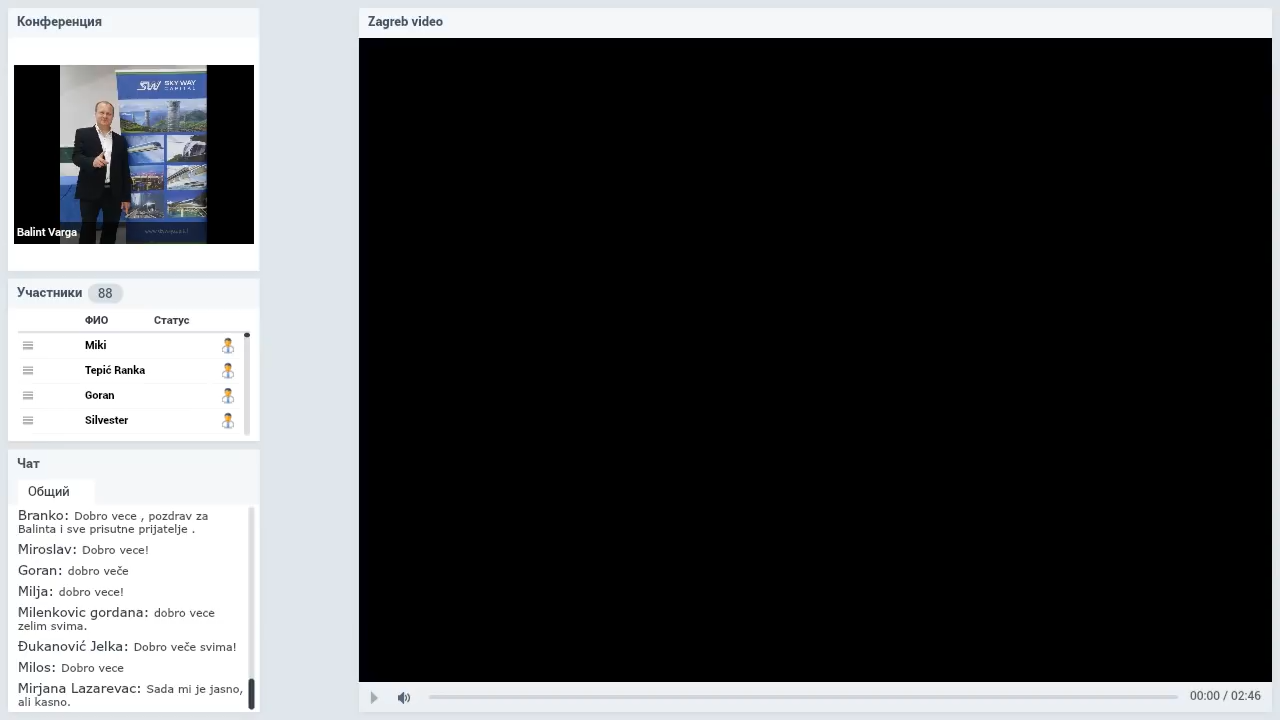 Конференция
SKY WAY
CAPITAL
Balint Varga
Участники 88
ФИО Статус
Miki
Tepić Ranka
Goran
Silvester
Чат
Общий
Branko: Dobro vece , pozdrav za
Balinta i sve prisutne prijatelje .
Miroslav: Dobro vece!
Goran: dobro veče
Milja: dobro vece!
Milenkovic gordana: dobro vece
zelim svima.
Đukanović Jelka: Dobro veče svima!
Milos: Dobro vece
Mirjana Lazarevac: Sada mi je jasno,
ali kasno.
Zagreb video
00:00 / 02:46